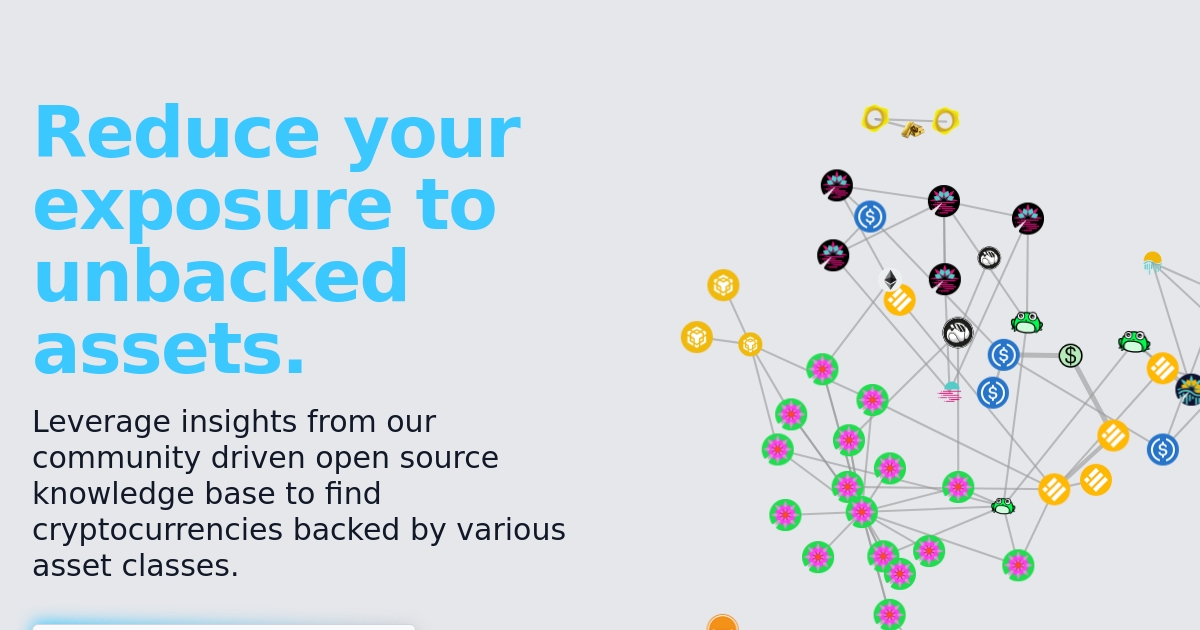 Reduce your
exposure to
unbacked
assets.
Leverage insights from our
community driven open source
knowledge base to find
cryptocurrencies backed by various
asset classes.